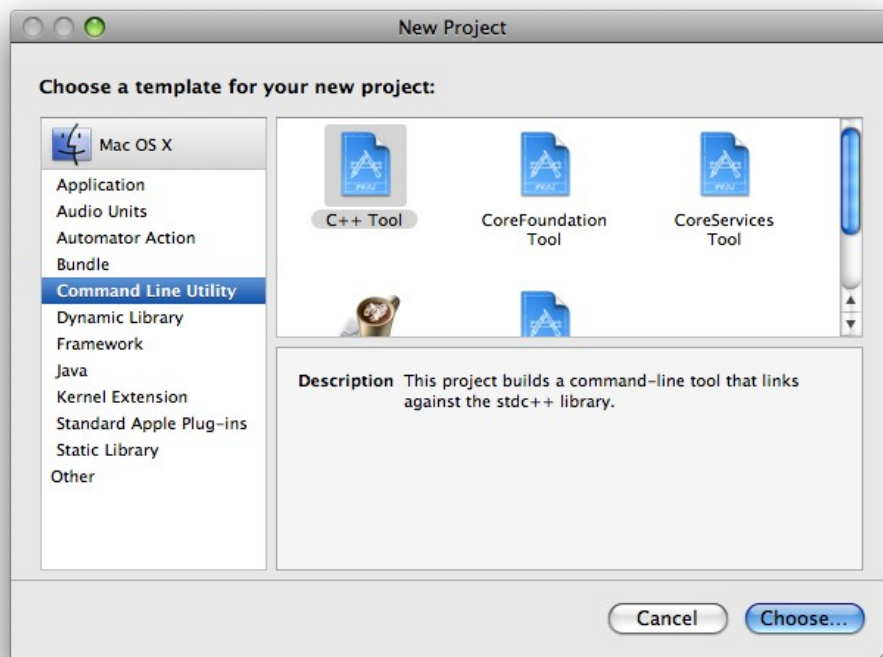 New Project
Choose a template for your new project:
Mac OS X
Application
Audio Units
Automator Action
Bundle
Command Line Utility
Dynamic Library
Framework
Java
Kernel Extension
Standard Apple Plug-ins
Static Library
Other
C++ Tool
CoreFoundation
Tool
CoreServices
Tool
Description This project builds a command-line tool that links
against the stdc++ library.
Cancel
Choose...